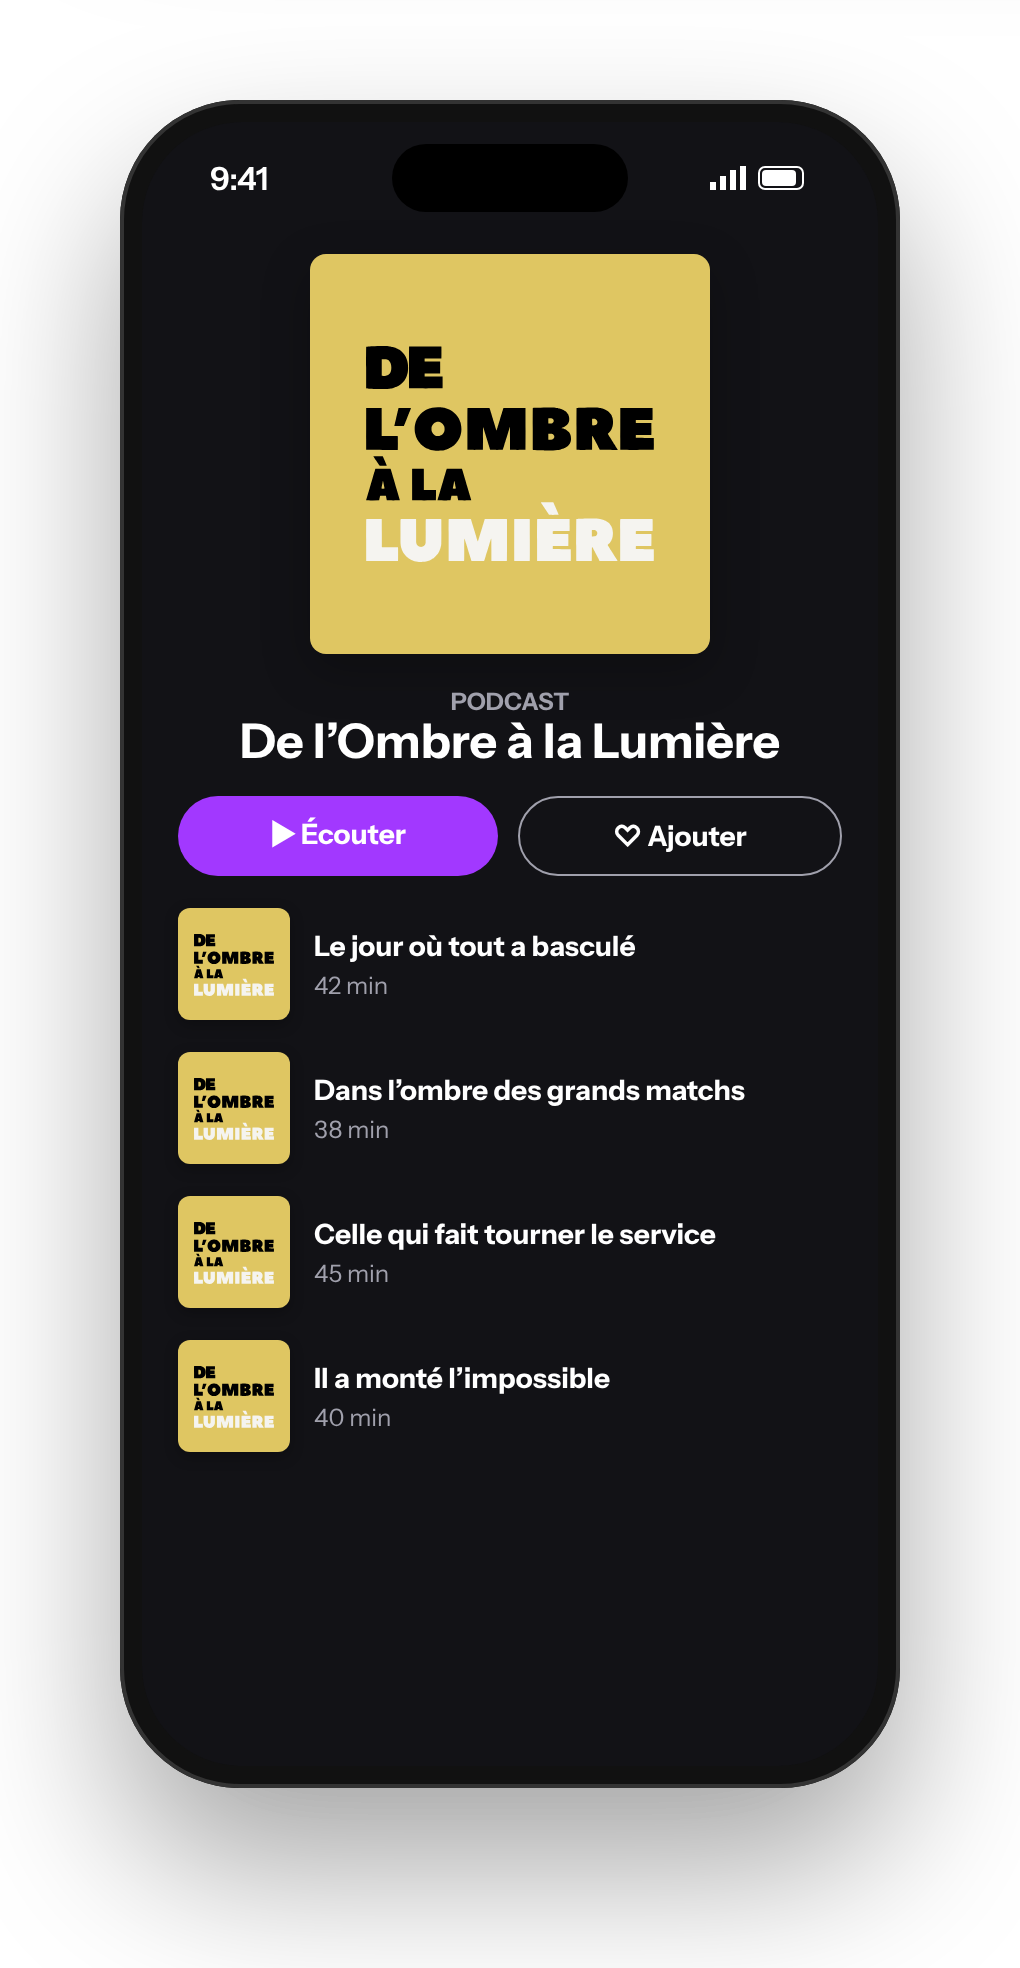 9:41
DE
L’OMBRE
À LA
LUMIÈRE
PODCAST
De l’Ombre à la Lumière
Écouter
Ajouter
DE
L’OMBRE
À LA
LUMIÈRE
Le jour où tout a basculé
42 min
DE
L’OMBRE
À LA
LUMIÈRE
Dans l’ombre des grands matchs
38 min
DE
L’OMBRE
À LA
LUMIÈRE
Celle qui fait tourner le service
45 min
DE
L’OMBRE
À LA
LUMIÈRE
Il a monté l’impossible
40 min